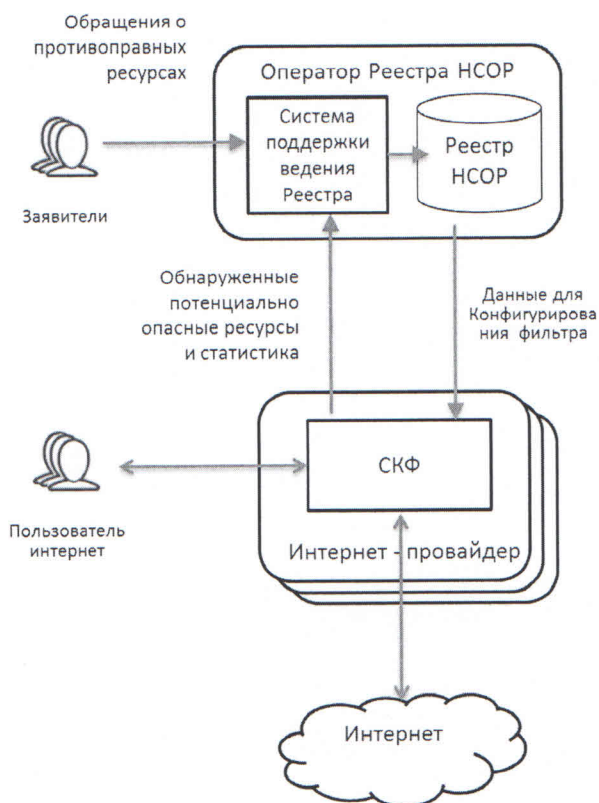 Обращения о
противоправных
ресурсах
Оператор Реестра НСОР
Система
поддержки
ведения
Реестра
Реестр
НСОР
Заявители
Обнаруженные
потенциально
опасные ресурсы
и статистика
Данные для
Конфигурирова
ния фильтра
СКФ
Пользователь
интернет
Интернет - провайдер
Интернет